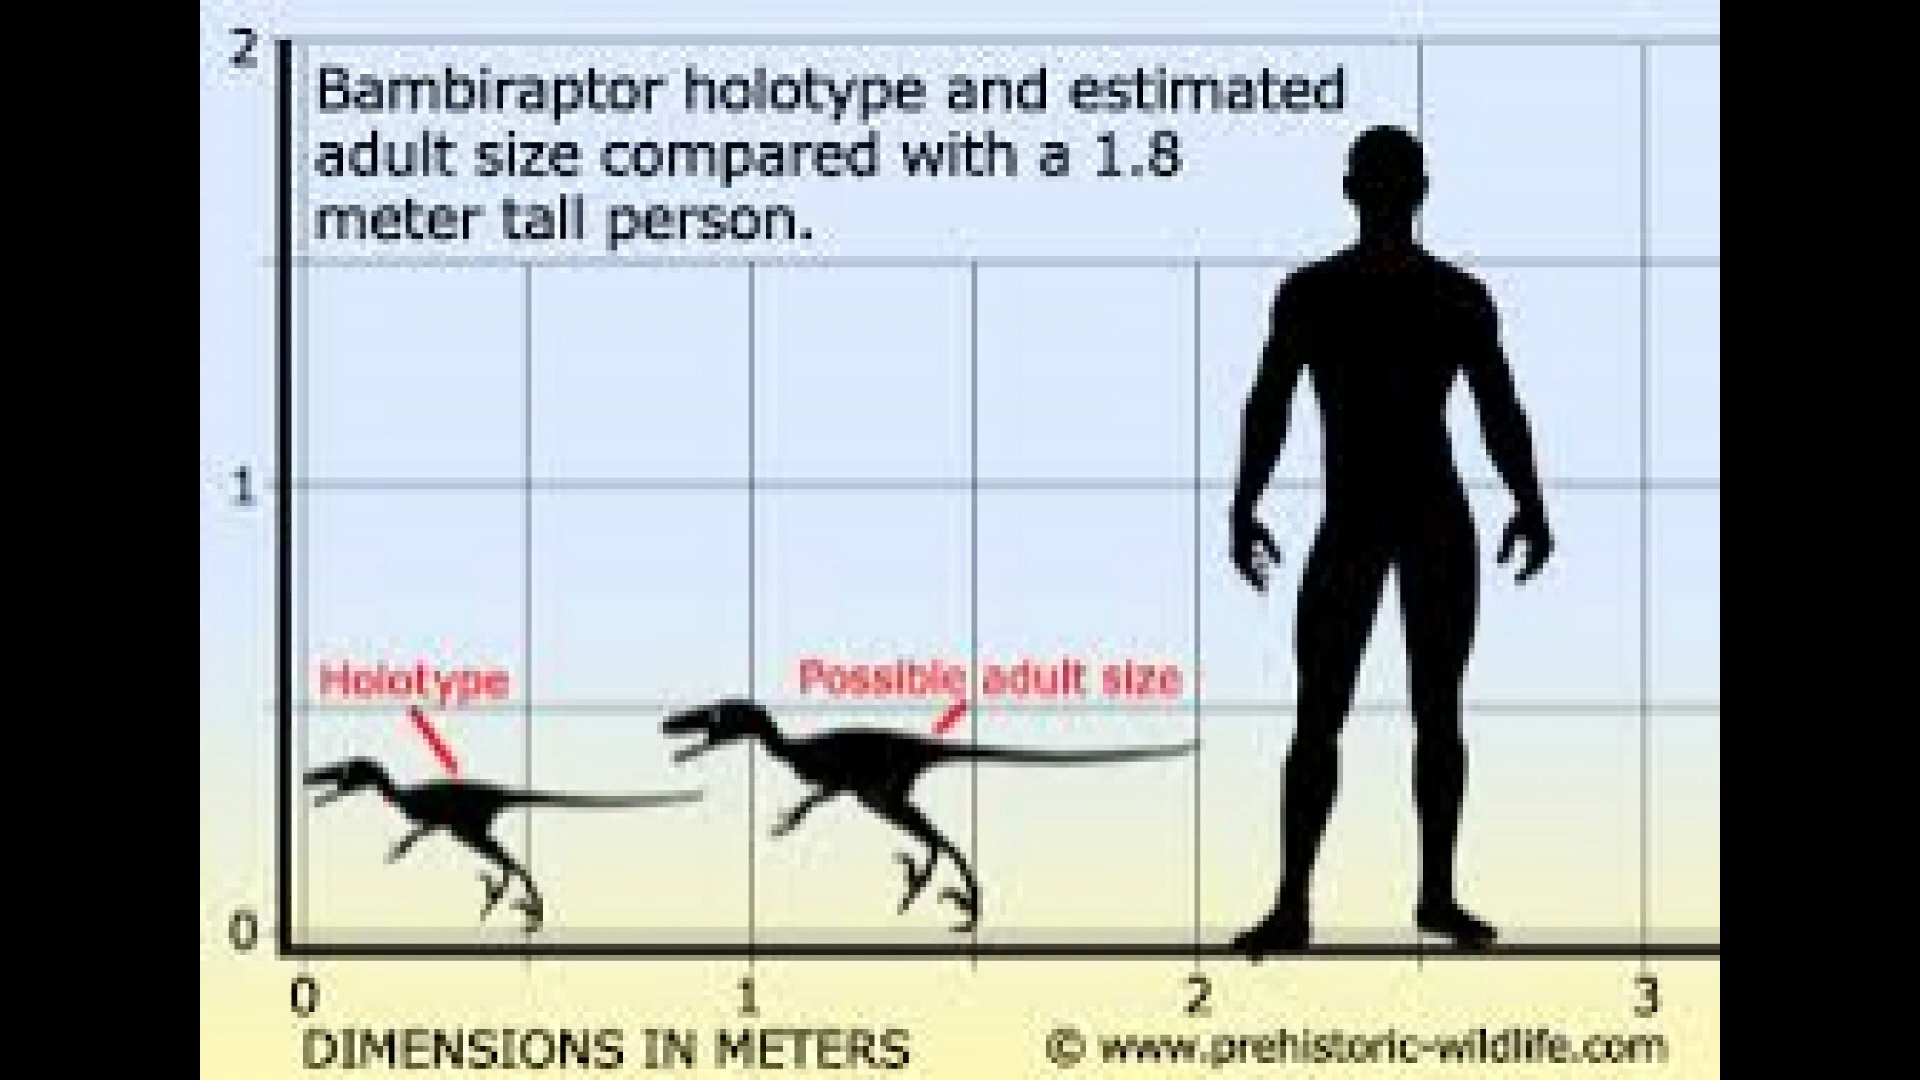 2
Bambiraptor holotype and estimated
adult size compared with a 1.8
meter tall person.
1
Holotype
Possible adult size
0
0 1 2 3
DIMENSIONS IN METERS
© www.prehistoric-wildlife.com